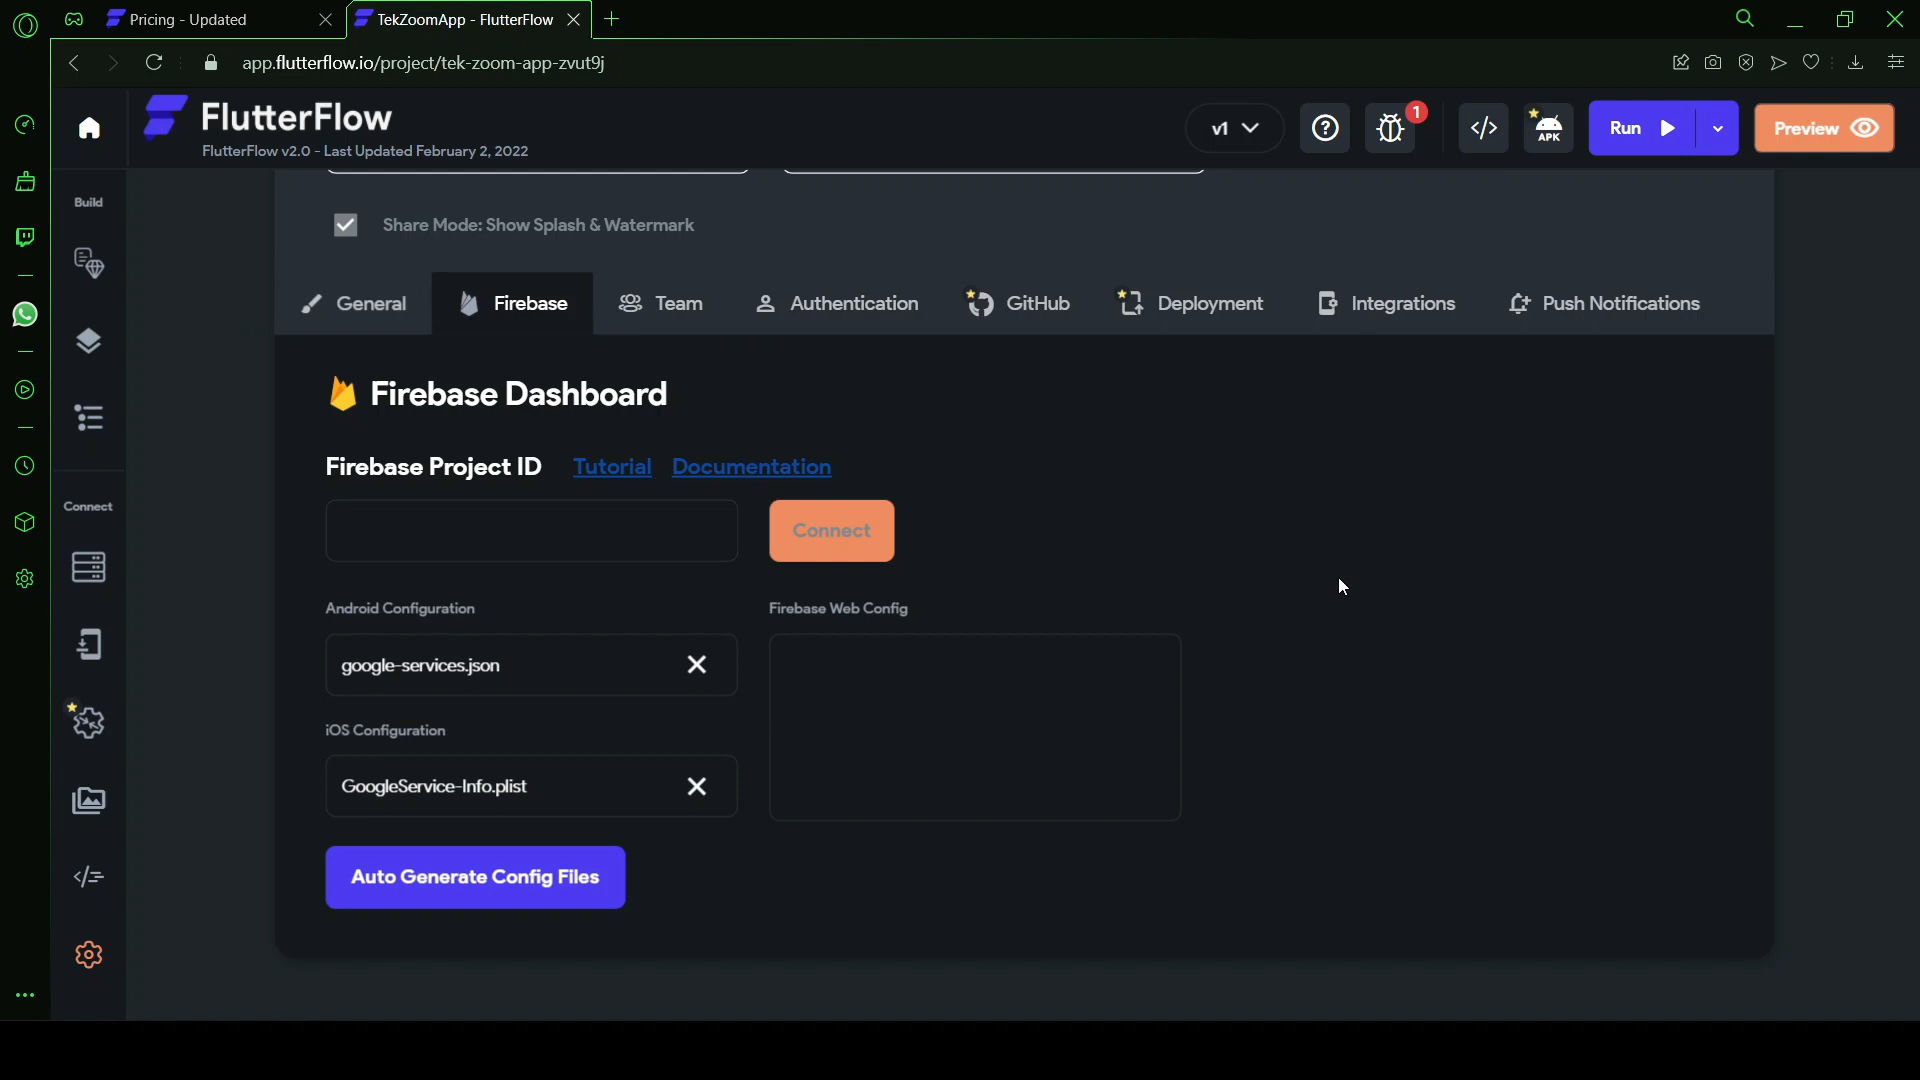 Pricing - Updated
TekZoomApp - FlutterFlow
app.flutterflow.io/project/tek-zoom-app-zvut9j
FlutterFlow
FlutterFlow v2.0 - Last Updated February 2, 2022
v1
1
APK
Run
Preview
Build
Share Mode: Show Splash & Watermark
General
Firebase
Team
Authentication
GitHub
Deployment
Integrations
Push Notifications
Firebase Dashboard
Firebase Project ID
Tutorial
Documentation
Connect
Connect
Android Configuration
Firebase Web Config
google-services.json
iOS Configuration
GoogleService-Info.plist
Auto Generate Config Files